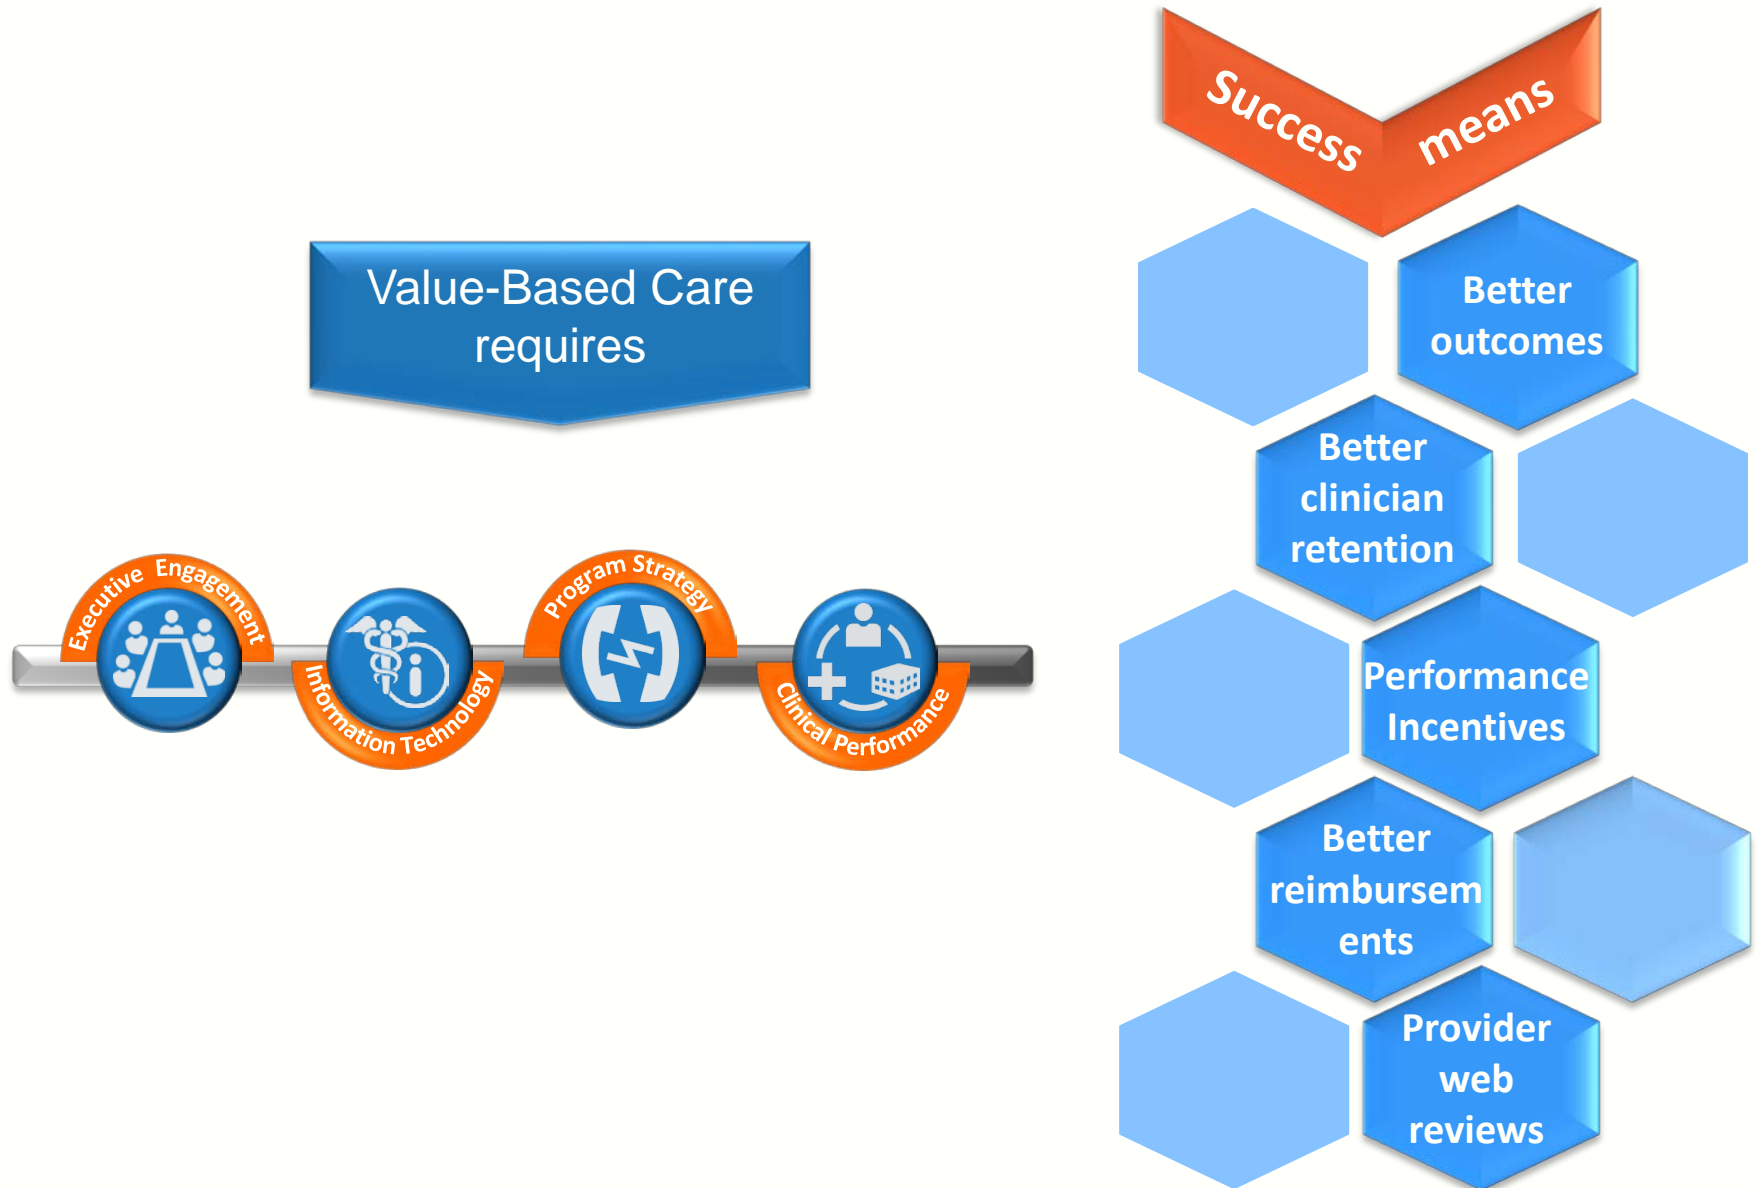 Value-Based Care
requires
Executive Engagement
Information Technology
Program Strategy
Clinical Performance
Success means
Better
outcomes
Better
clinician
retention
Performance
Incentives
Better
reimbursem
ents
Provider
web
reviews